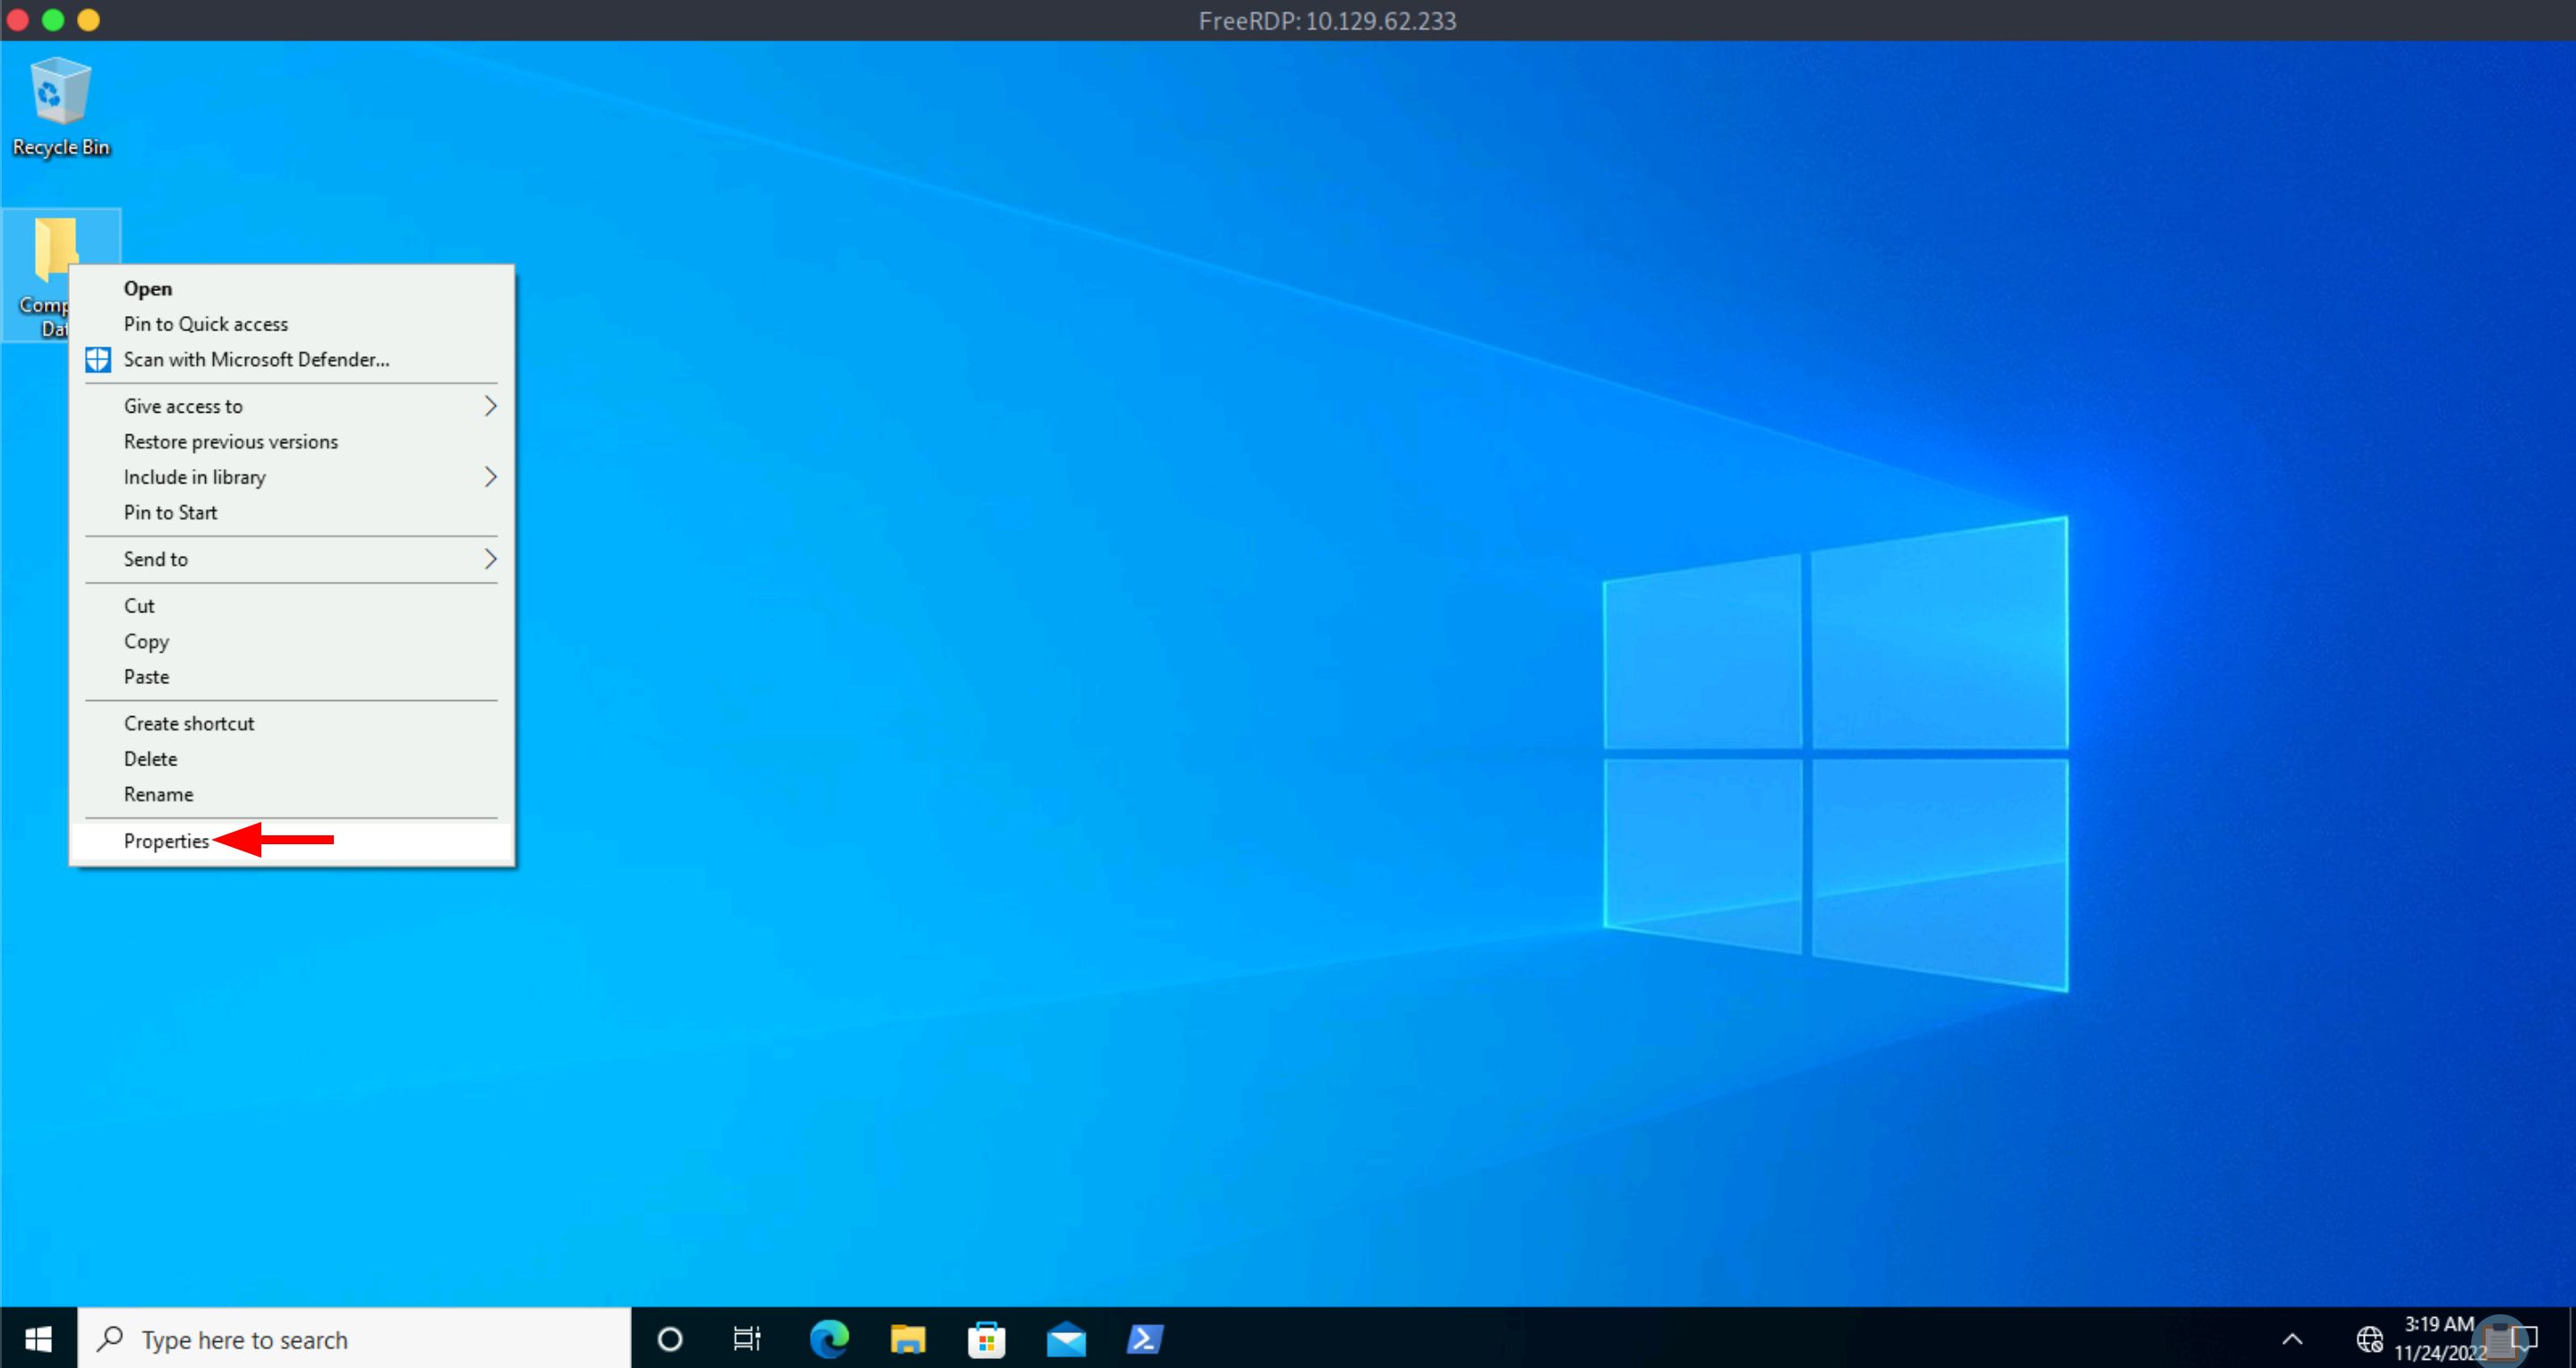 FreeRDP: 10.129.62.233
Recycle Bin
Open
Pin to Quick access
Scan with Microsoft Defender...
Give access to
Restore previous versions
Include in library
Pin to Start
Send to
Cut
Copy
Paste
Create shortcut
Delete
Rename
Properties
Type here to search
3:19 AM
11/24/2022